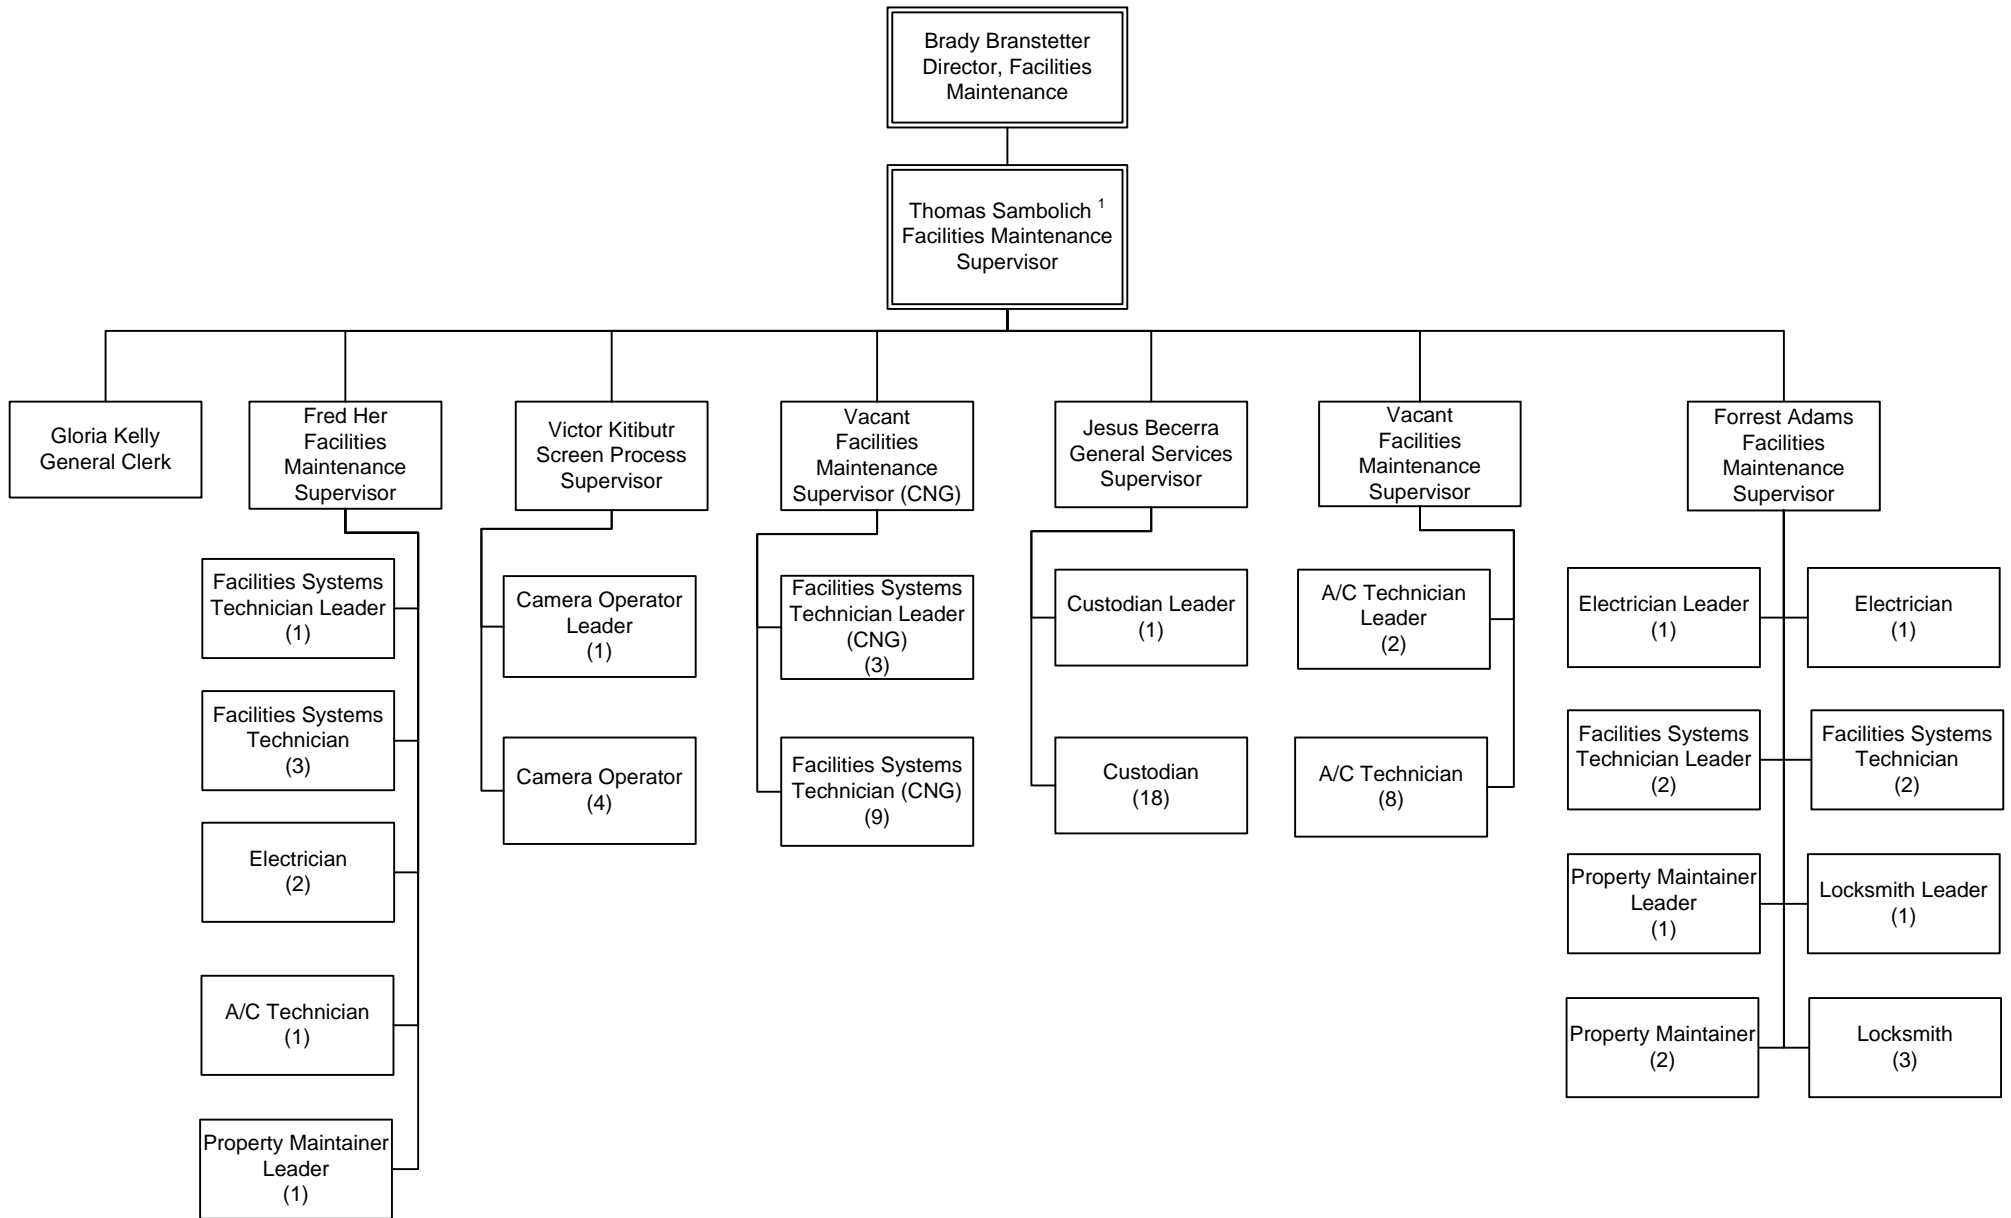 Brady Branstetter
Director, Facilities
Maintenance
Thomas Sambolich 1
Facilities Maintenance
Supervisor
Gloria Kelly
General Clerk
Fred Her
Facilities
Maintenance
Supervisor
Victor Kitibutr
Screen Process
Supervisor
Vacant
Facilities
Maintenance
Supervisor (CNG)
Jesus Becerra
General Services
Supervisor
Vacant
Facilities
Maintenance
Supervisor
Forrest Adams
Facilities
Maintenance
Supervisor
Facilities Systems
Technician Leader
(1)
Facilities Systems
Technician
(3)
Electrician
(2)
A/C Technician
(1)
Property Maintainer
Leader
(1)
Camera Operator
Leader
(1)
Camera Operator
(4)
Facilities Systems
Technician Leader
(CNG)
(3)
Facilities Systems
Technician (CNG)
(9)
Custodian Leader
(1)
Custodian
(18)
A/C Technician
Leader
(2)
A/C Technician
(8)
Electrician Leader
(1)
Electrician
(1)
Facilities Systems
Technician Leader
(2)
Facilities Systems
Technician
(2)
Property Maintainer
Leader
(1)
Locksmith Leader
(1)
Property Maintainer
(2)
Locksmith
(3)